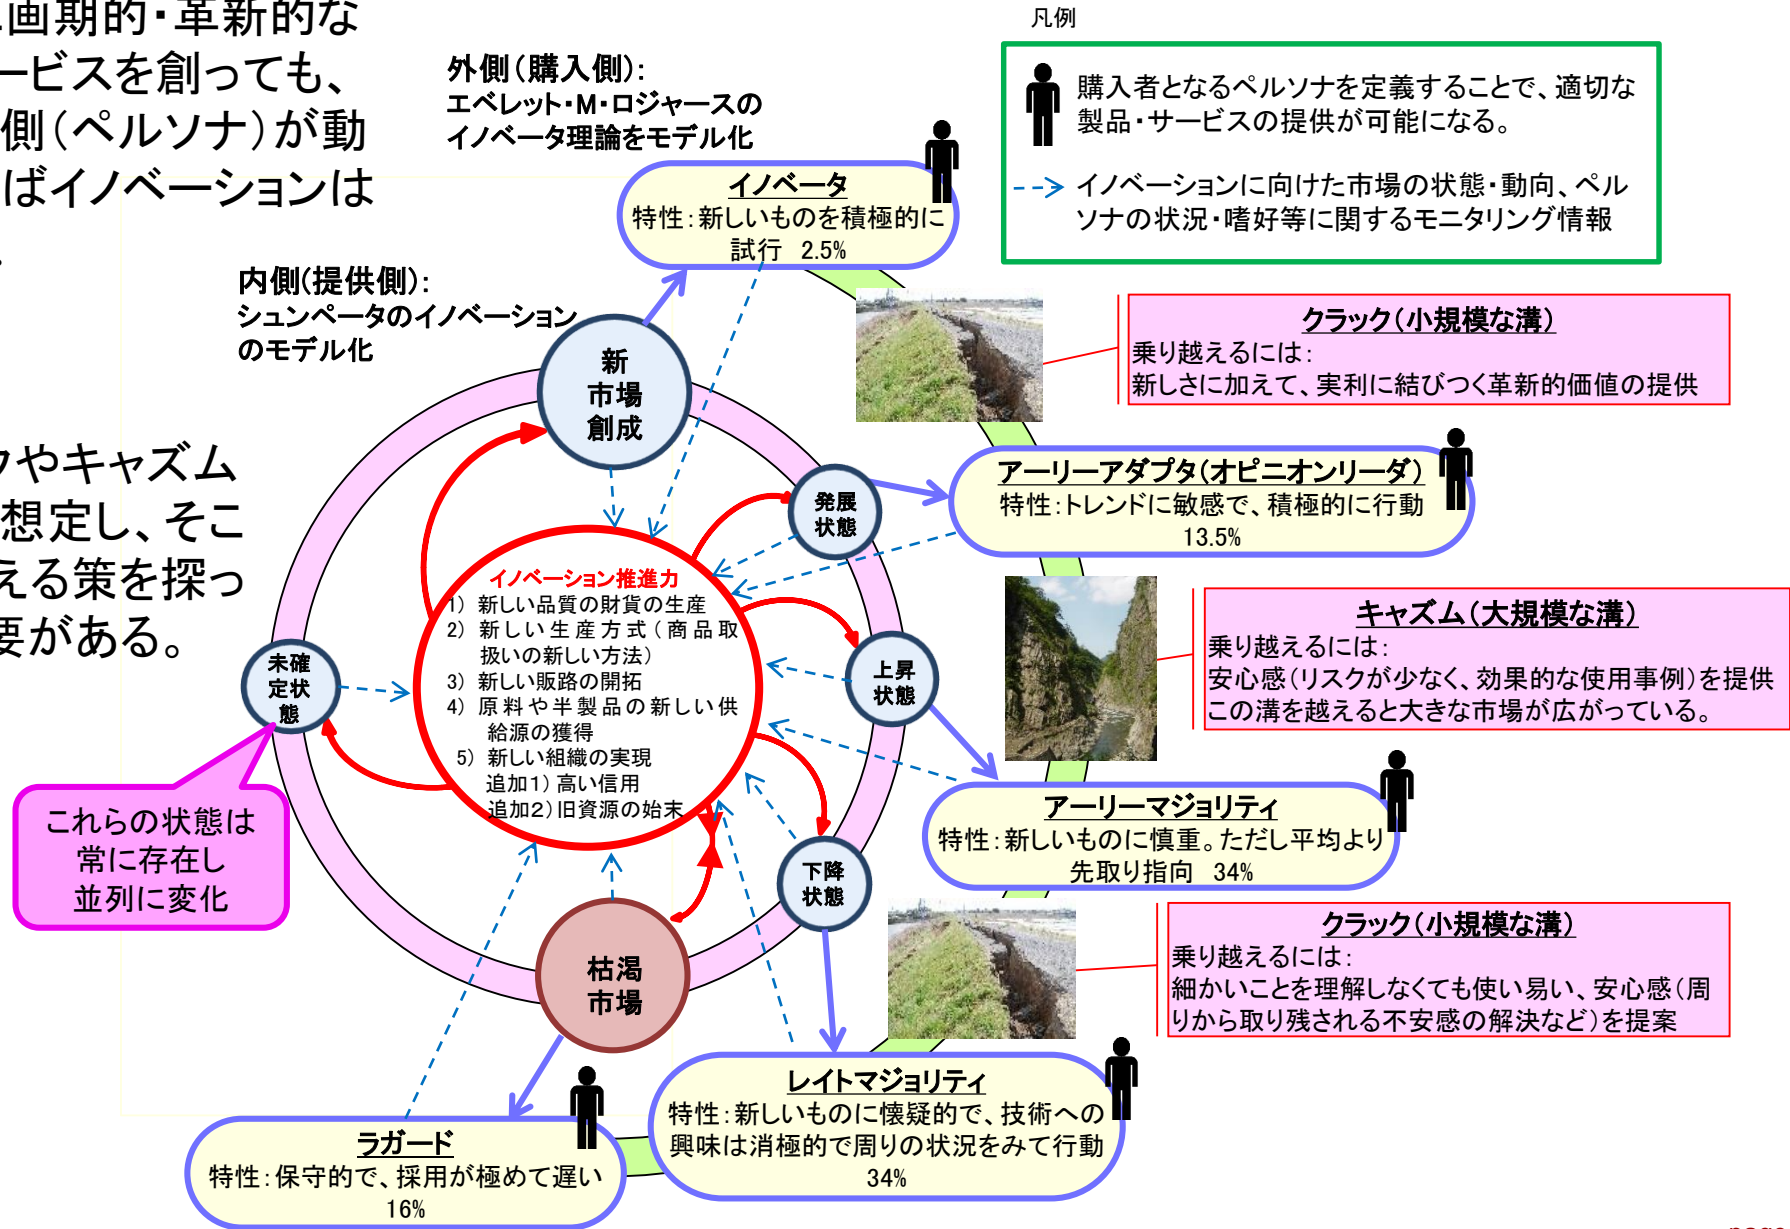 画期的・革新的な
ービスを創っても、
側（ペルソナ）が動
ばイノベーションは
。
クやキャズム
想定し、そこ
える策を探っ
要がある。
外側（購入側）：
エベレット・M・ロジャースの
イノベータ理論をモデル化
内側(提供側)：
シュンペータのイノベーション
のモデル化
凡例
購入者となるペルソナを定義することで、適切な
製品・サービスの提供が可能になる。
イノベーションに向けた市場の状態・動向、ペル
ソナの状況・嗜好等に関するモニタリング情報
イノベータ
特性：新しいものを積極的に
試行 2.5%
クラック（小規模な溝）
乗り越えるには：
新しさに加えて、実利に結びつく革新的価値の提供
アーリーアダプタ（オピニオンリーダ）
特性：トレンドに敏感で、積極的に行動
13.5%
キャズム（大規模な溝）
乗り越えるには：
安心感（リスクが少なく、効果的な使用事例）を提供
この溝を越えると大きな市場が広がっている。
アーリーマジョリティ
特性：新しいものに慎重。ただし平均より
先取り指向 34%
クラック（小規模な溝）
乗り越えるには：
細かいことを理解しなくても使い易い、安心感（周
りから取り残される不安感の解決など）を提案
レイトマジョリティ
特性：新しいものに懐疑的で、技術への
興味は消極的で周りの状況をみて行動
34%
ラガード
特性：保守的で、採用が極めて遅い
16%
新
市場
創成
発展
状態
上昇
状態
下降
状態
枯渇
市場
未確
定状
態
イノベーション推進力
1） 新しい品質の財貨の生産
2） 新しい生産方式（商品取
扱いの新しい方法）
3） 新しい販路の開拓
4） 原料や半製品の新しい供
給源の獲得
5） 新しい組織の実現
追加1）高い信用
追加2）旧資源の始末
これらの状態は
常に存在し
並列に変化